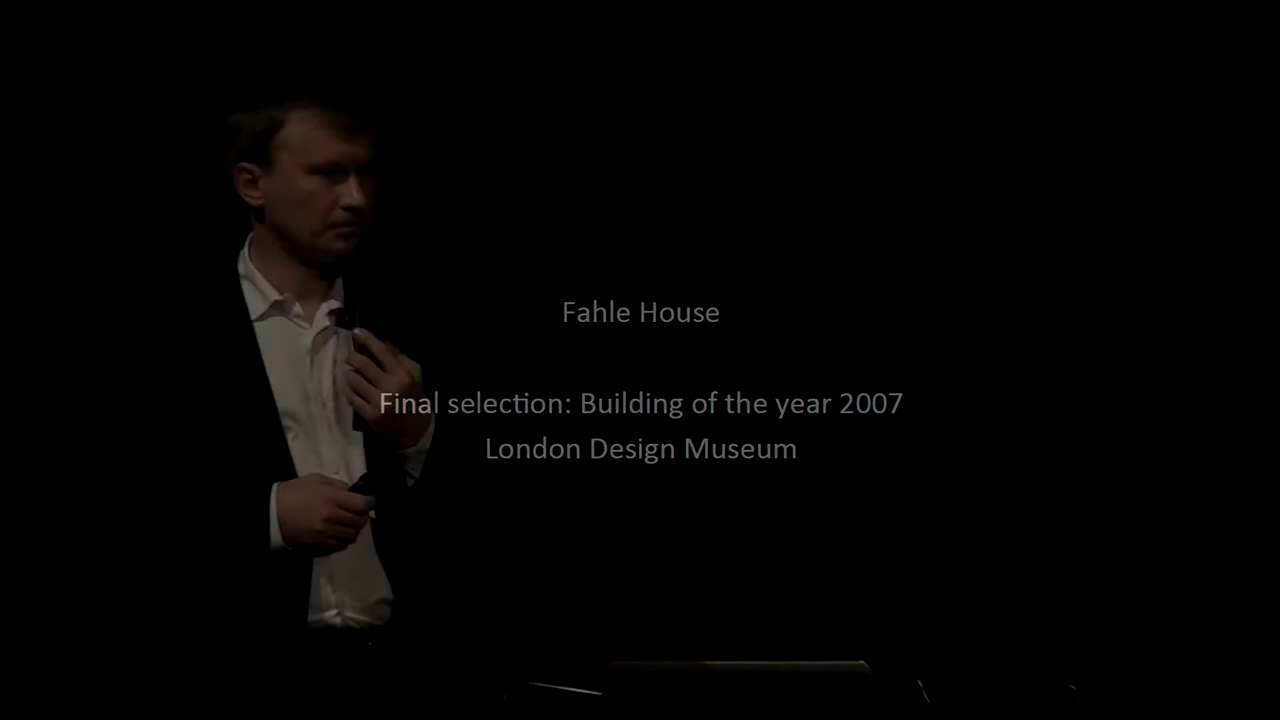 Fahle House
Final selection: Building of the year 2007
London Design Museum